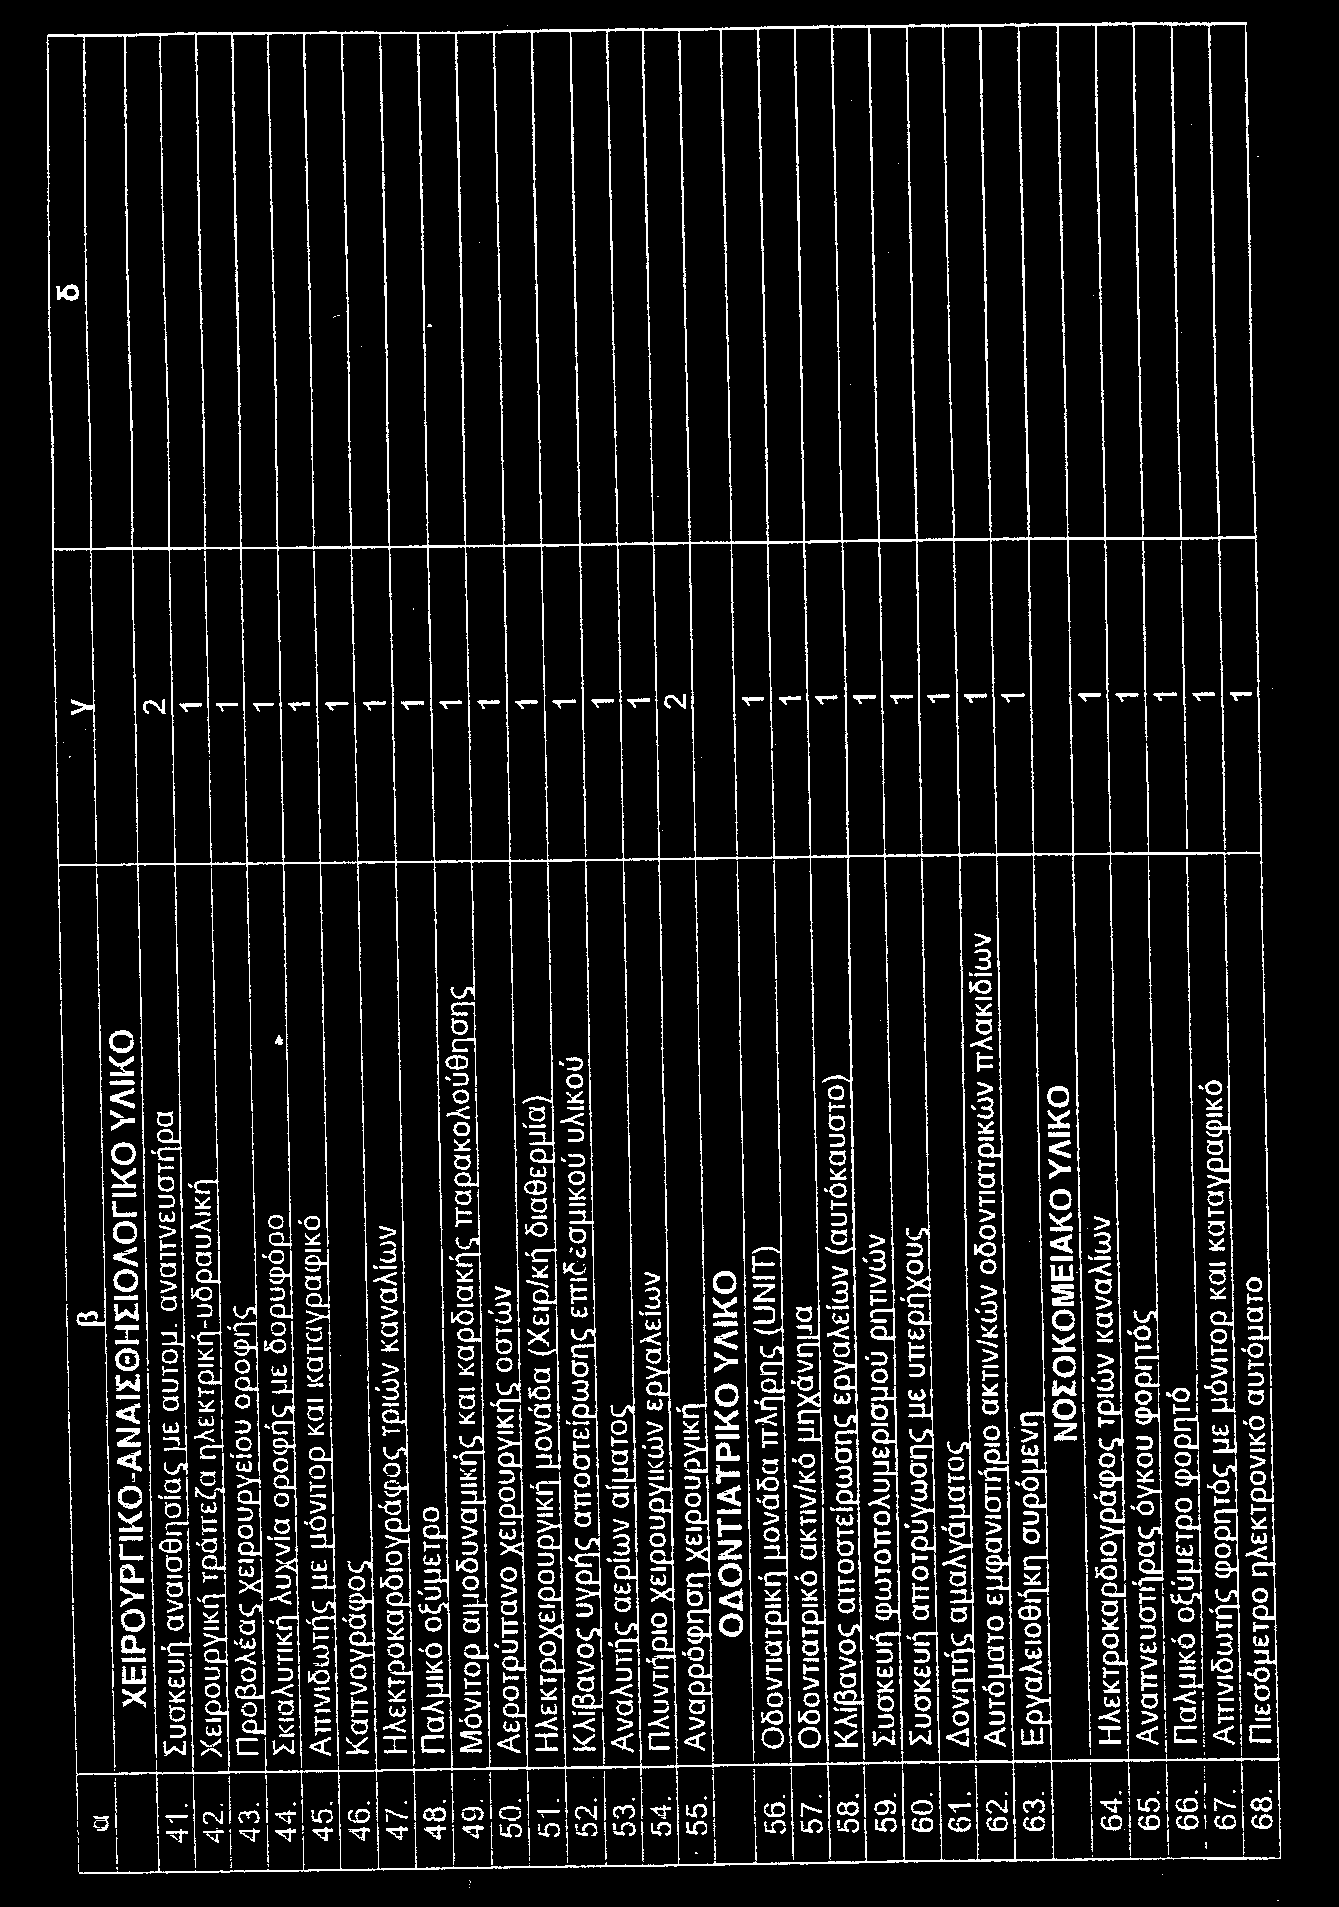 α β γ δ
ΧΕΙΡΟΥΡΓΙΚΟ-ΑΝΑΙΣΘΗΣΙΟΛΟΓΙΚΟ ΥΛΙΚΟ
41. Συσκευή αναισθησίας με αυτομ. αναπνευστήρα 2
42. Χειρουργική τράπεζα ηλεκτρική-υδραυλική 1
43. Προβολέας χειρουργείου οροφής 1
44. Σκιαλυτική λυχνία οροφής με δορυφόρο 1
45. Απινιδωτής με μόνιτορ και καταγραφικό 1
46. Καπνογράφος 1
47. Ηλεκτροκαρδιογράφος τριών καναλίων 1
48. Παλμικό οξύμετρο 1
49. Μόνιτορ αιμοδυναμικής και καρδιακής παρακολούθησης 1
50. Αεροτρύπανο χειρουργικής οστών 1
51. Ηλεκτροχειρουργική μονάδα (Χειρ/κή διαθερμία) 1
52. Κλίβανος υγρής αποστείρωσης επιδεσμικού υλικού 1
53. Αναλυτής αερίων αίματος 1
54. Πλυντήριο χειρουργικών εργαλείων 1
55. Αναρρόφηση χειρουργική 2
ΟΔΟΝΤΙΑΤΡΙΚΟ ΥΛΙΚΟ
56. Οδοντιατρική μονάδα πλήρης (UNIT) 1
57. Οδοντιατρικό ακτιν/κό μηχάνημα 1
58. Κλίβανος αποστείρωσης εργαλείων (αυτόκαυστο) 1
59. Συσκευή φωτοπολυμερισμού ρητινών 1
60. Συσκευή αποτρύγωσης με υπερήχους 1
61. Δονητής αμαλγάματος 1
62. Αυτόματο εμφανιστήριο ακτιν/κών οδοντιατρικών πλακιδίων 1
63. Εργαλειοθήκη συρόμενη 1
ΝΟΣΟΚΟΜΕΙΑΚΟ ΥΛΙΚΟ
64. Ηλεκτροκαρδιογράφος τριών καναλίων 1
65. Αναπνευστήρας όγκου φορητός 1
66. Παλμικό οξύμετρο φορητό 1
67. Απινιδωτής φορητός με μόνιτορ και καταγραφικό 1
68. Πιεσόμετρο ηλεκτρονικό αυτόματο 1